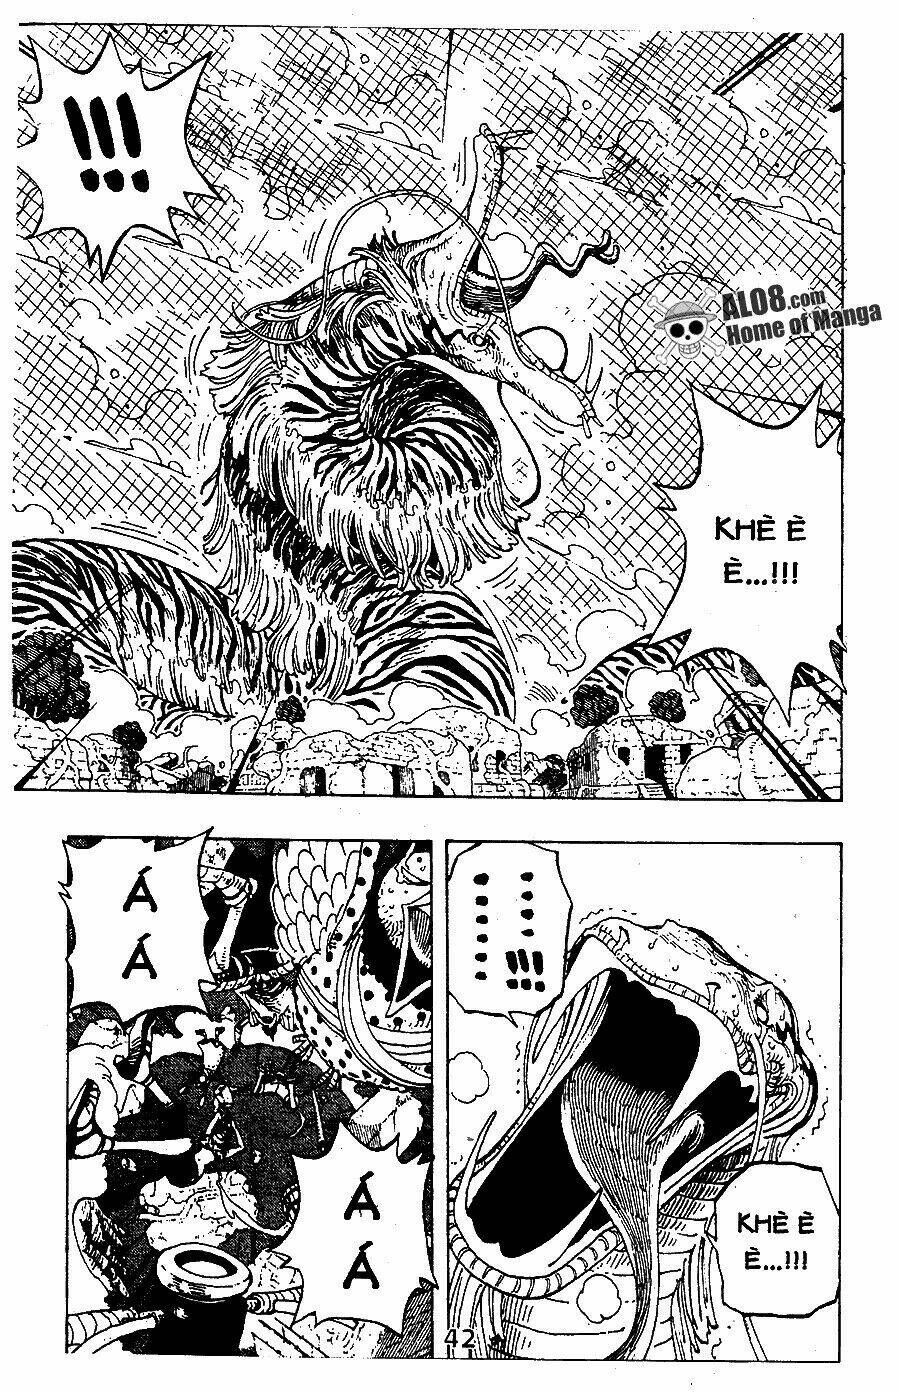 !!!
ALO8.com
Home of Manga
KHÈ È
È...!!!
Á
Á
Á
Á
...... ......!!!
KHÈ È
È...!!!
42